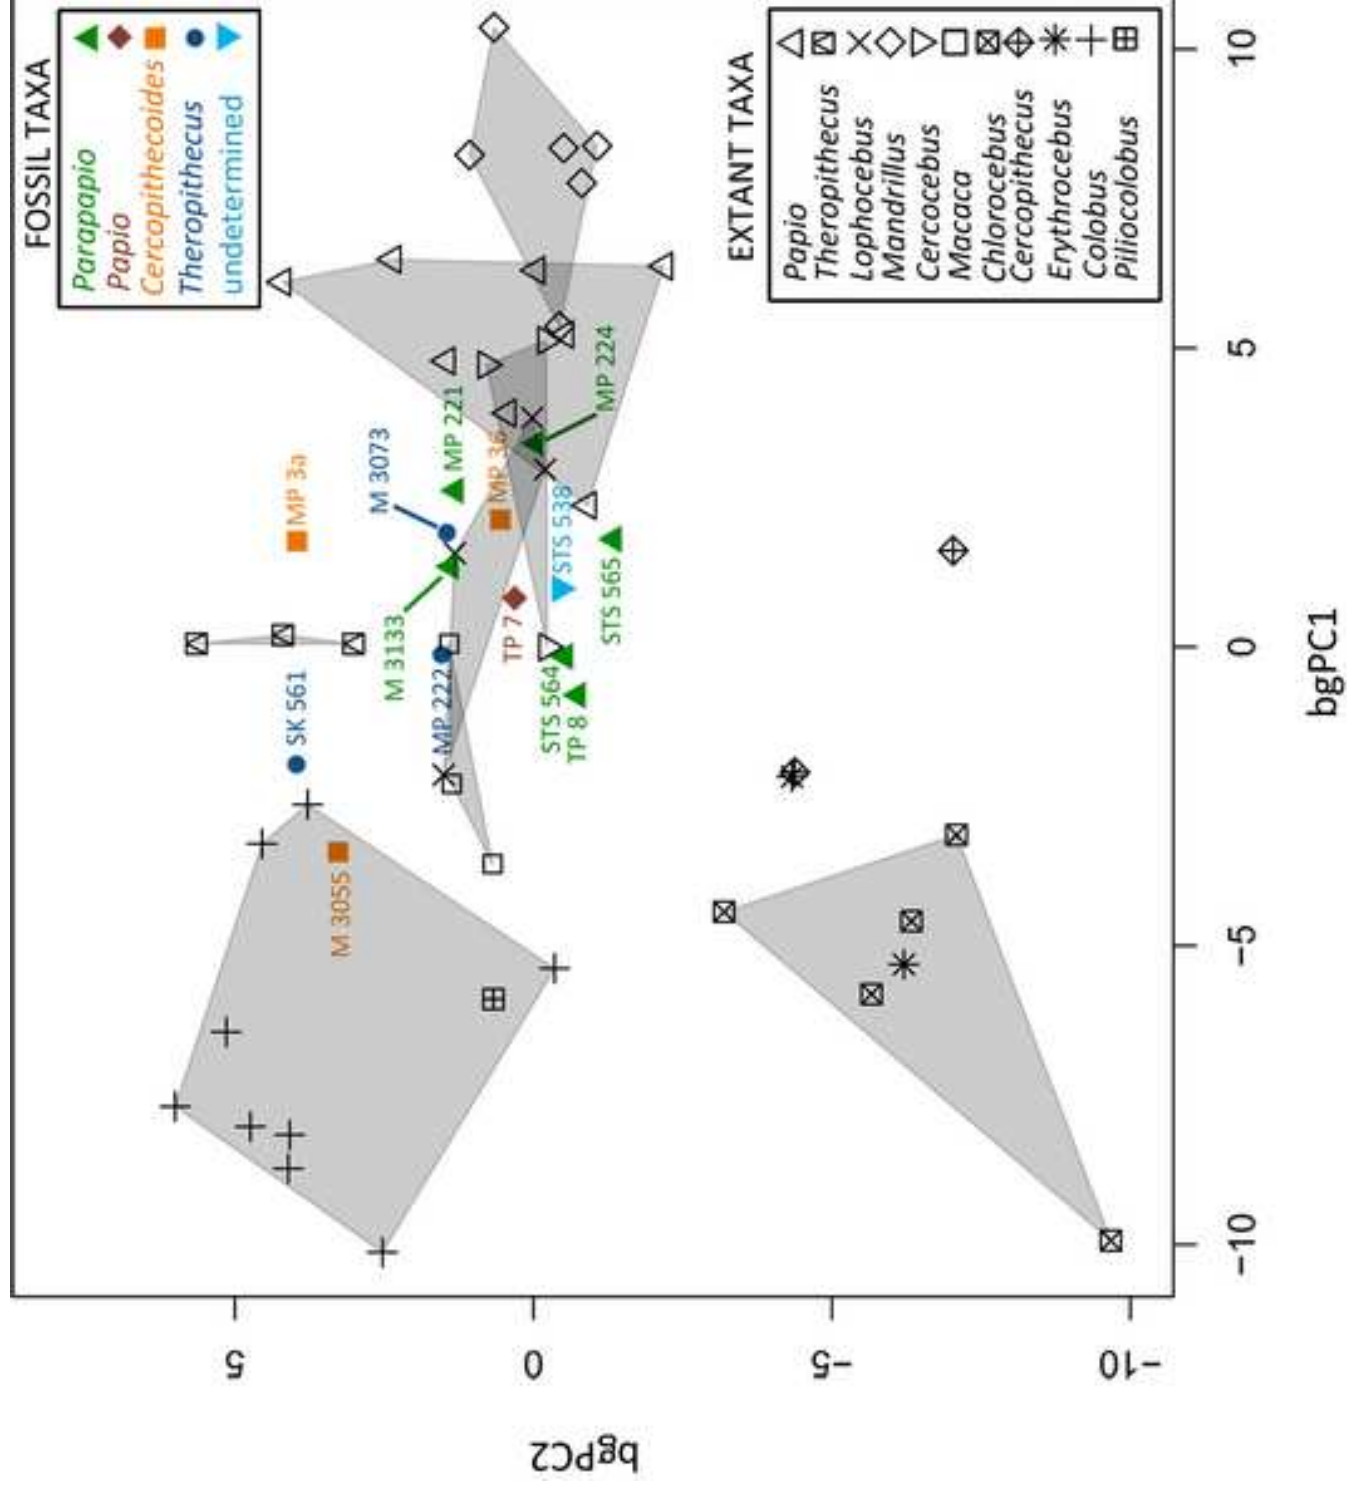 FOSSIL TAXA
Parapapio
Papio
Cercopithecoides
Theropithecus
undetermined
EXTANT TAXA
Papio
Theropithecus
Lophocebus
Mandrillus
Cercocebus
Macaca
Chlorocebus
Cercopithecus
Erythrocebus
Colobus
Piliocolobus
MP 3a
SK 561
M 3055
M 3073
M 3133
MP 221
MP 222
MP 36
MP 224
TP 7
STS 538
STS 564
TP 8
STS 565
bgPC2
5
0
-5
-10
bgPC1
-10
-5
0
5
10